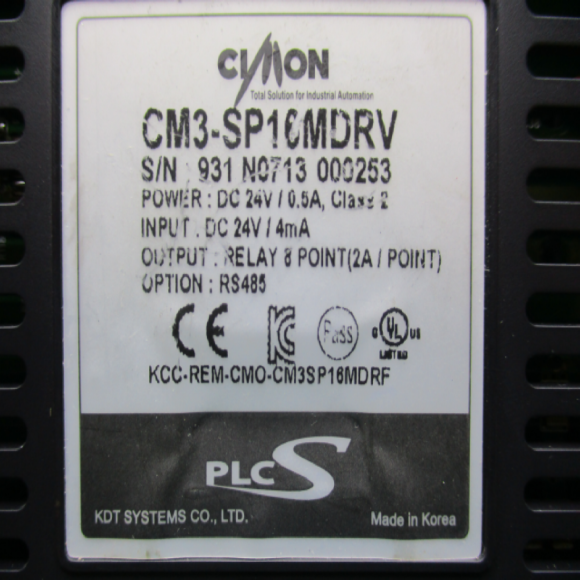 CIMON
Total Solution for Industrial Automation
CM3-SP16MDRV
S/N : 931 N0713 000253
POWER : DC 24V / 0.5A, Class 2
INPUT : DC 24V / 4mA
OUTPUT : RELAY 8 POINT(2A / POINT)
OPTION : RS485
CE KC Pass c UL US
LISTED
KCC-REM-CMO-CM3SP16MDRF
PLC S
KDT SYSTEMS CO., LTD. Made in Korea